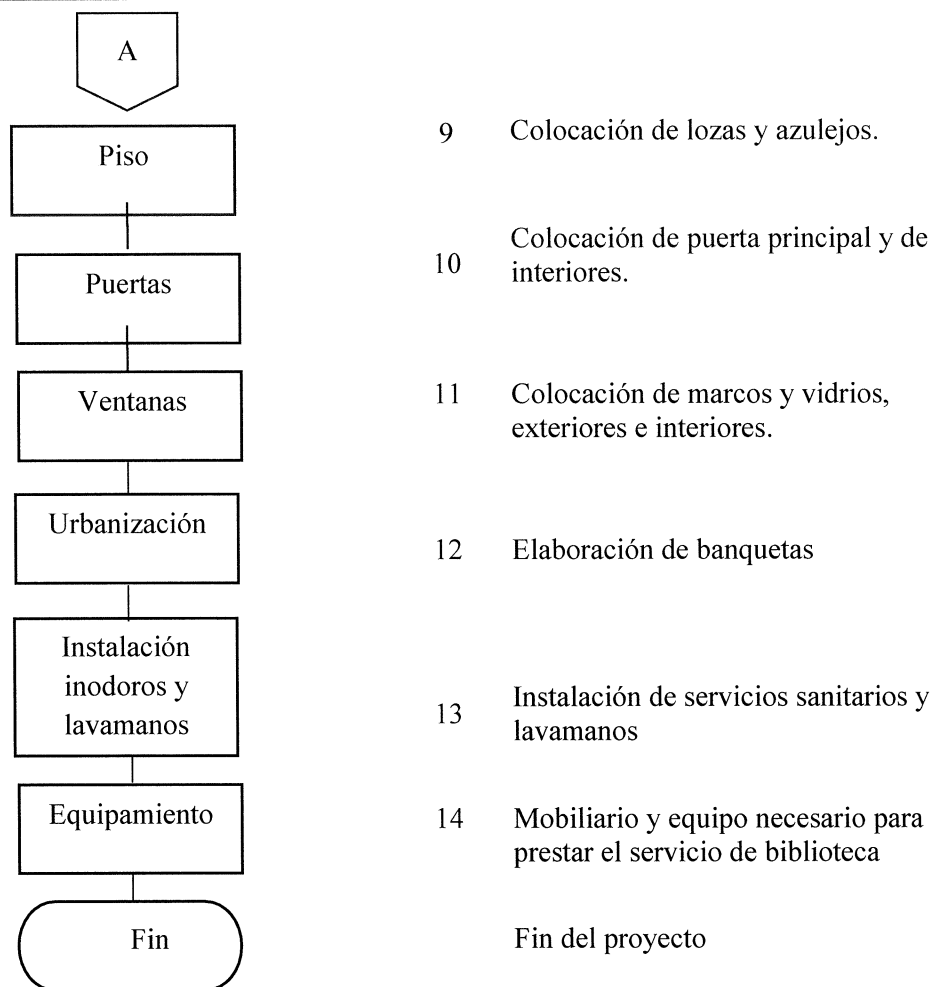 A
Piso
9 Colocación de lozas y azulejos.
Puertas
10 Colocación de puerta principal y de
interiores.
Ventanas
11 Colocación de marcos y vidrios,
exteriores e interiores.
Urbanización
12 Elaboración de banquetas
Instalación
inodoros y
lavamanos
13 Instalación de servicios sanitarios y
lavamanos
Equipamiento
14 Mobiliario y equipo necesario para
prestar el servicio de biblioteca
Fin
Fin del proyecto